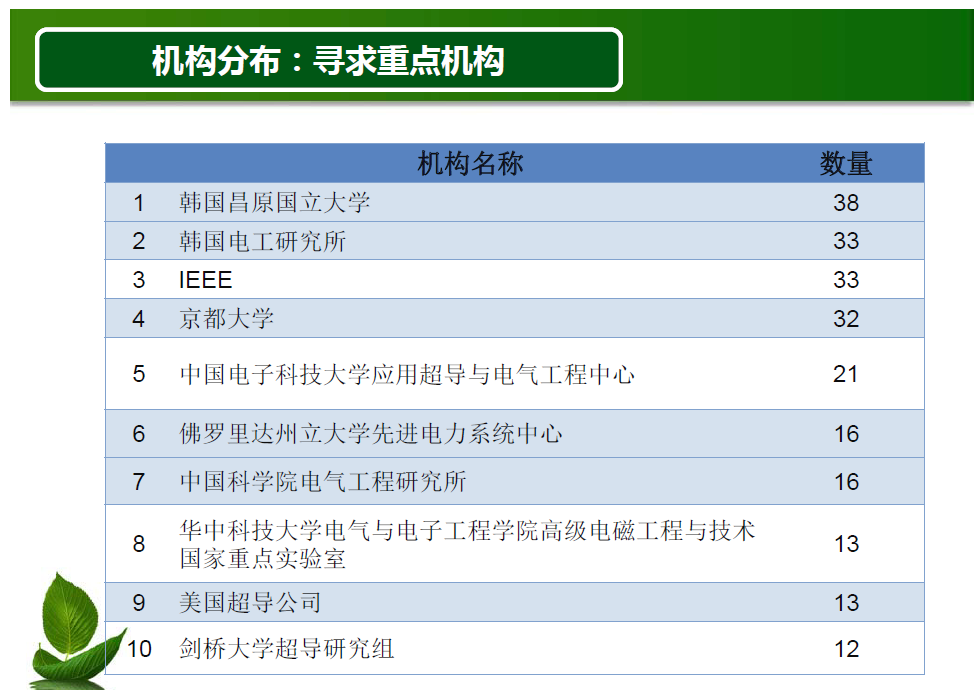 机构分布：寻求重点机构
机构名称 数量
1 韩国昌原国立大学 38
2 韩国电工研究所 33
3 IEEE 33
4 京都大学 32
5 中国电子科技大学应用超导与电气工程中心 21
6 佛罗里达州立大学先进电力系统中心 16
7 中国科学院电气工程研究所 16
8 华中科技大学电气与电子工程学院高级电磁工程与技术
国家重点实验室 13
9 美国超导公司 13
10 剑桥大学超导研究组 12